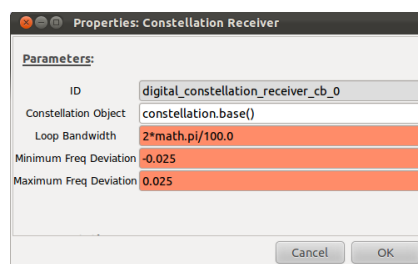 Properties: Constellation Receiver
Parameters:
ID digital_constellation_receiver_cb_0
Constellation Object constellation.base()
Loop Bandwidth 2*math.pi/100.0
Minimum Freq Deviation -0.025
Maximum Freq Deviation 0.025
Cancel OK